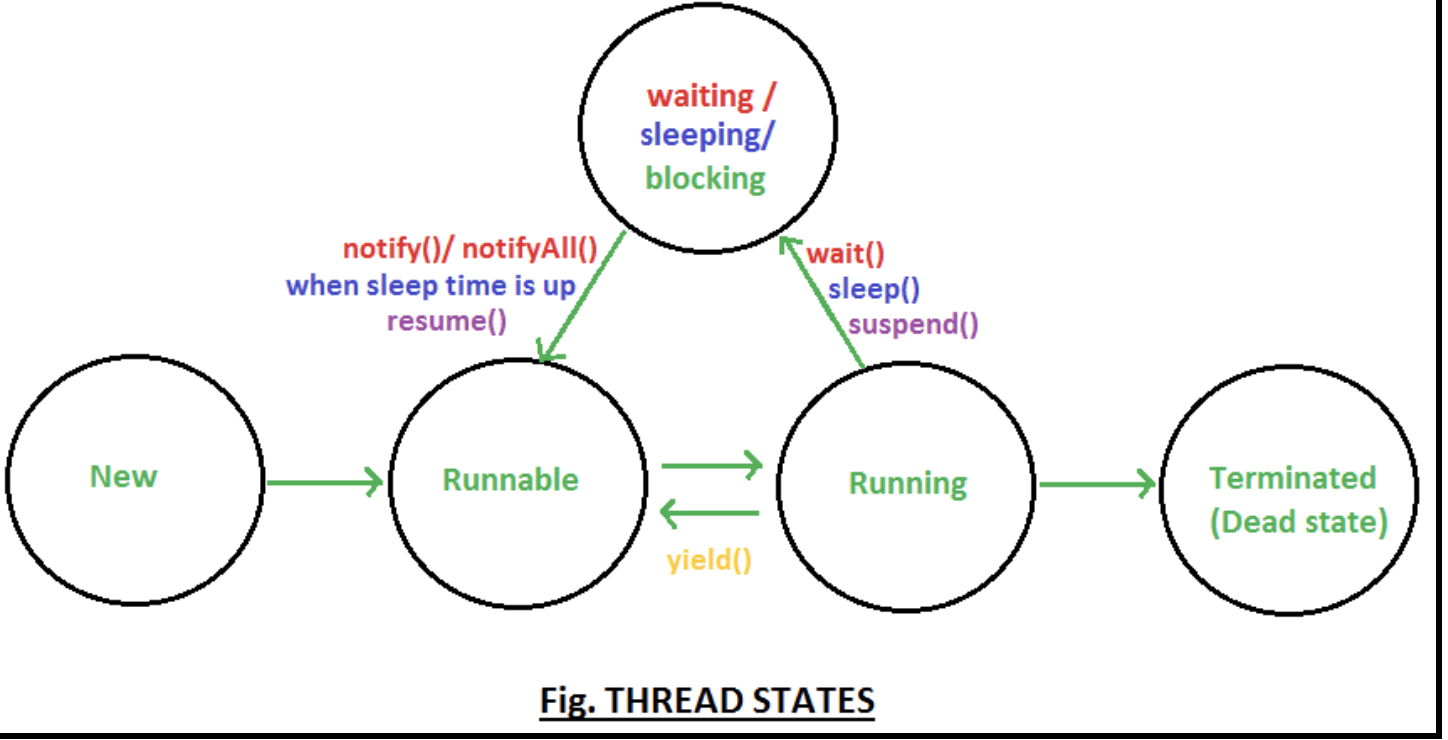 waiting /
sleeping/
blocking
notify()/ notifyAll()
when sleep time is up
resume()
wait()
sleep()
suspend()
New
Runnable
Running
Terminated
(Dead state)
yield()
Fig. THREAD STATES